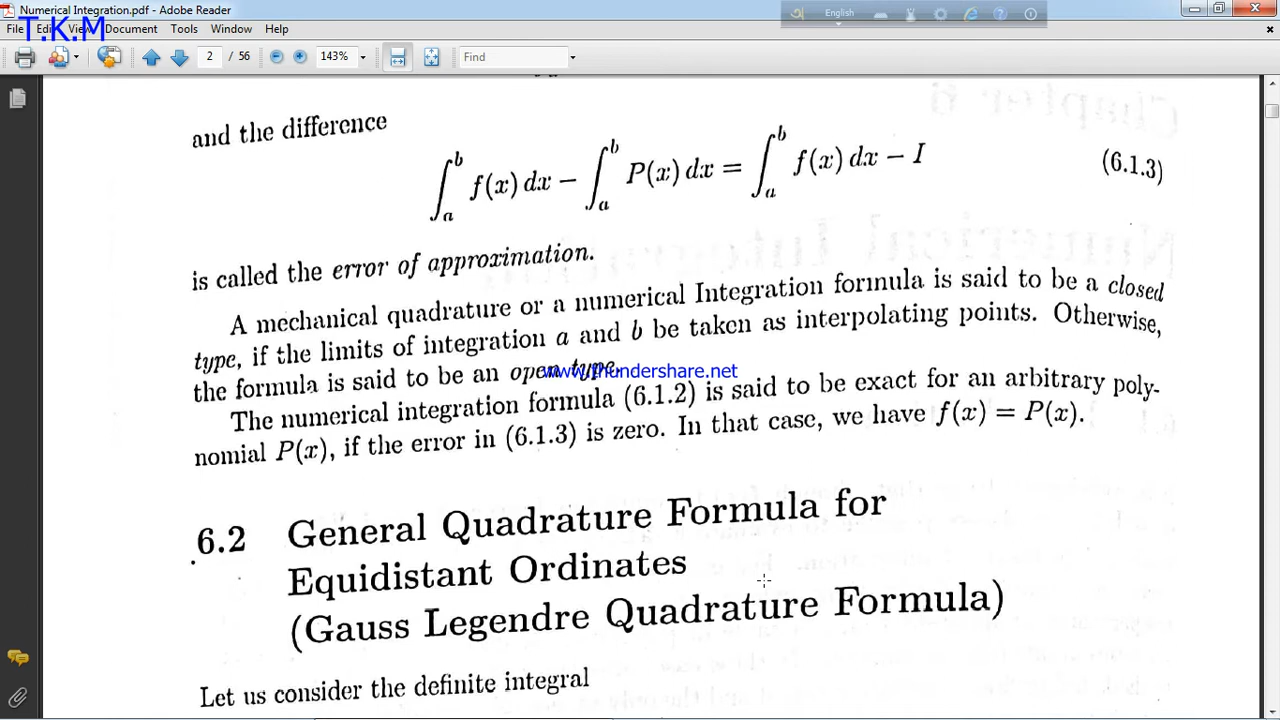 Numerical Integration.pdf - Adobe Reader
English
T.K.M
File Edit View Document Tools Window Help
2 / 56 143% Find
and the difference
∫_a^b f(x) dx − ∫_a^b P(x) dx = ∫_a^b f(x) dx − I (6.1.3)
is called the error of approximation.
A mechanical quadrature or a numerical Integration formula is said to be a closed
type, if the limits of integration a and b be taken as interpolating points. Otherwise,
the formula is said to be an open type.
www.thundershare.net
The numerical integration formula (6.1.2) is said to be exact for an arbitrary poly-
nomial P(x), if the error in (6.1.3) is zero. In that case, we have f(x) = P(x).
6.2 General Quadrature Formula for
Equidistant Ordinates
(Gauss Legendre Quadrature Formula)
Let us consider the definite integral